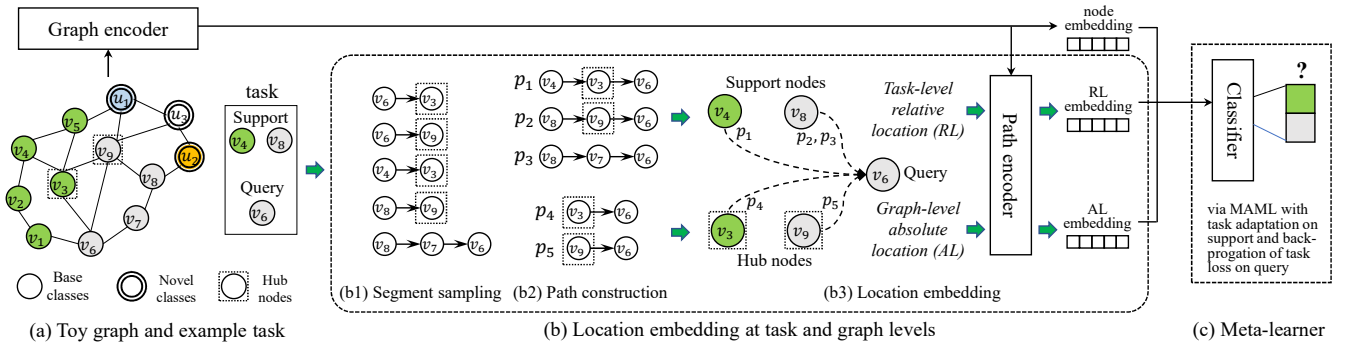 Graph encoder
u₁
u₃
v₅
v₄
v₉
u₂
v₃
v₈
v₂
v₇
v₁
v₆
Base
classes
Novel
classes
Hub
nodes
(a) Toy graph and example task
task
Support
v₄ v₈
Query
v₆
v₆ v₃
v₆ v₉
v₄ v₃
v₈ v₉
v₈ v₇ v₆
(b1) Segment sampling
p₁ v₄ v₃ v₆
p₂ v₈ v₉ v₆
p₃ v₈ v₇ v₆
p₄ v₃ v₆
p₅ v₉ v₆
(b2) Path construction
Support nodes
v₄ v₈
p₁ p₂, p₃
v₆ Query
p₄ p₅
v₃ v₉
Hub nodes
Task-level
relative
location (RL)
Graph-level
absolute
location (AL)
(b3) Location embedding
Path encoder
(b) Location embedding at task and graph levels
node
embedding
RL
embedding
AL
embedding
Classifier
?
via MAML with
task adaptation on
support and back-
progation of task
loss on query
(c) Meta-learner